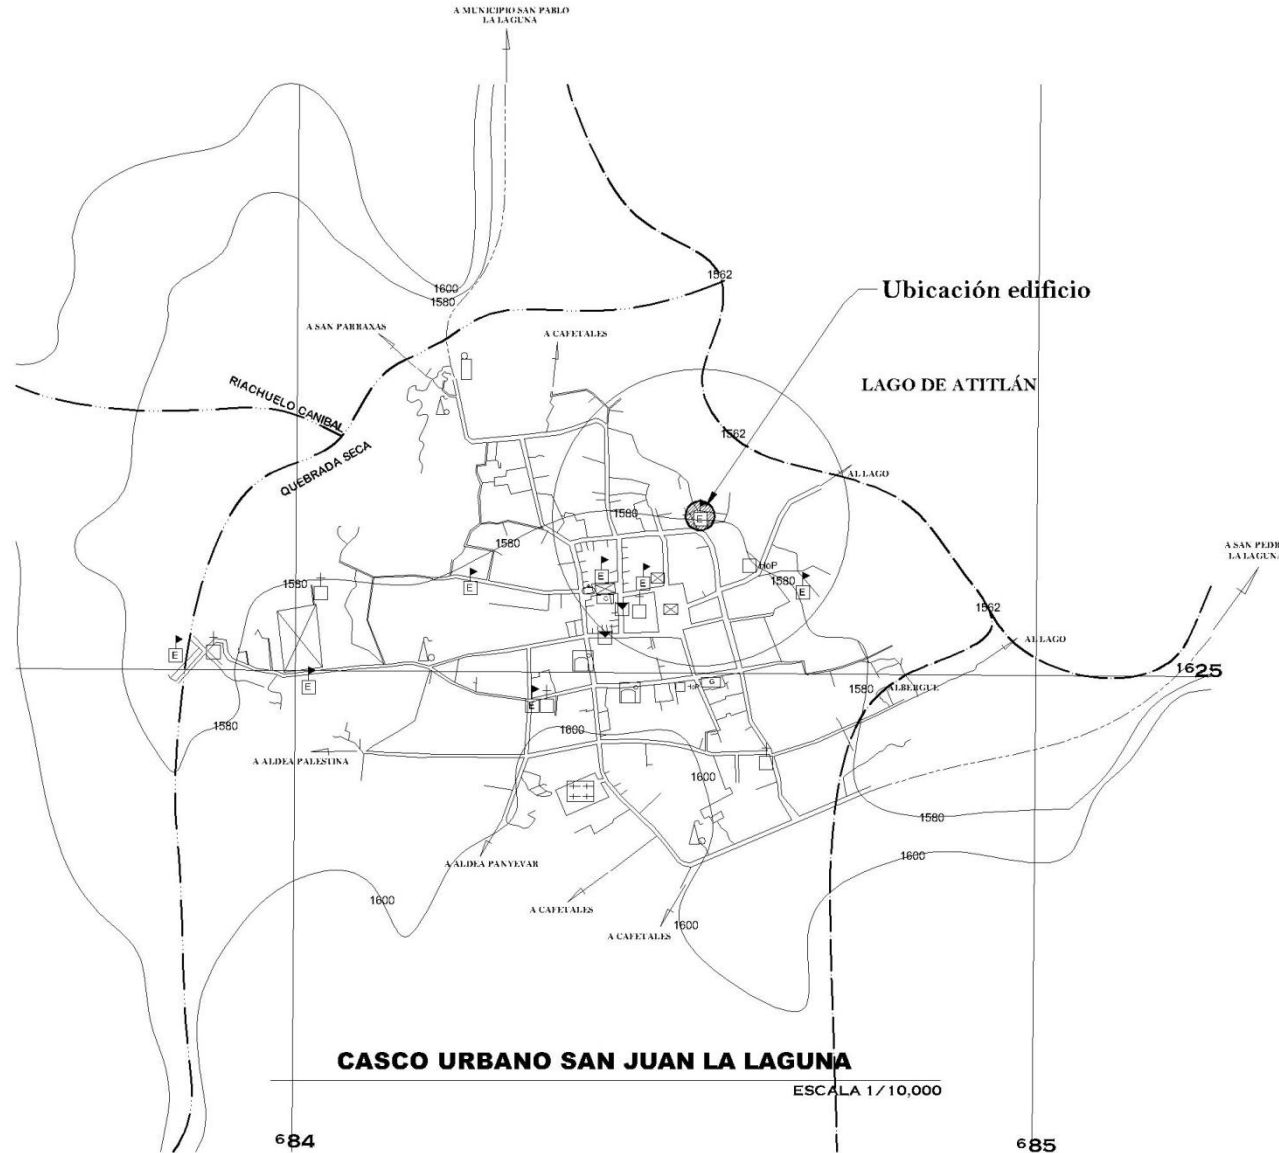 A MUNICIPIO SAN PABLO
LA LAGUNA
1562
1600
1580
Ubicación edificio
A SAN PARRAXAS
A CAFETALES
LAGO DE ATITLÁN
RIACHUELO CANIBAL
1562
QUEBRADA SECA
AL LAGO
1580
E
1580
A SAN PEDRO
LA LAGUNA
HoP
1580
E
E
E
1580
E
1562
C
AL LAGO
E
1625
E
G
1580
ALBERGUE
E
1580
1600
A ALDEA PALESTINA
1600
1580
A ALDEA PANYEVAR
1600
1600
A CAFETALES
1600
A CAFETALES
CASCO URBANO SAN JUAN LA LAGUNA
ESCALA 1/10,000
684
685